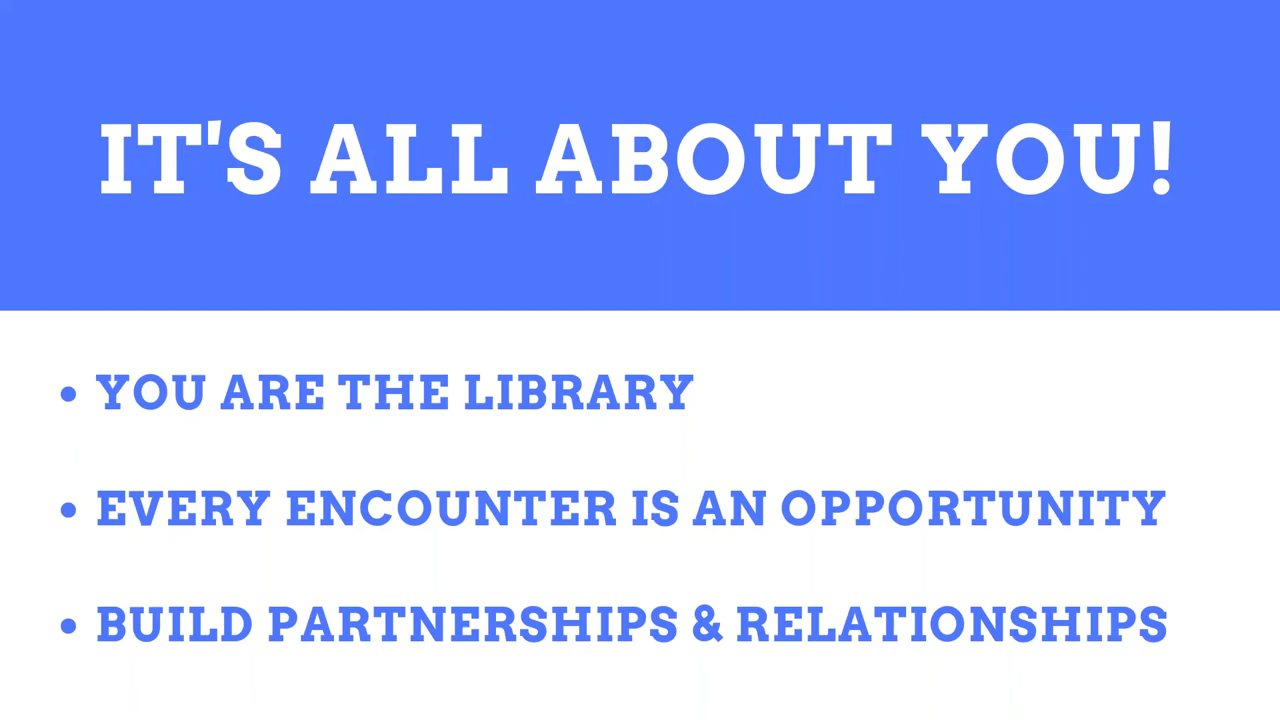 IT'S ALL ABOUT YOU!
• YOU ARE THE LIBRARY
• EVERY ENCOUNTER IS AN OPPORTUNITY
• BUILD PARTNERSHIPS & RELATIONSHIPS